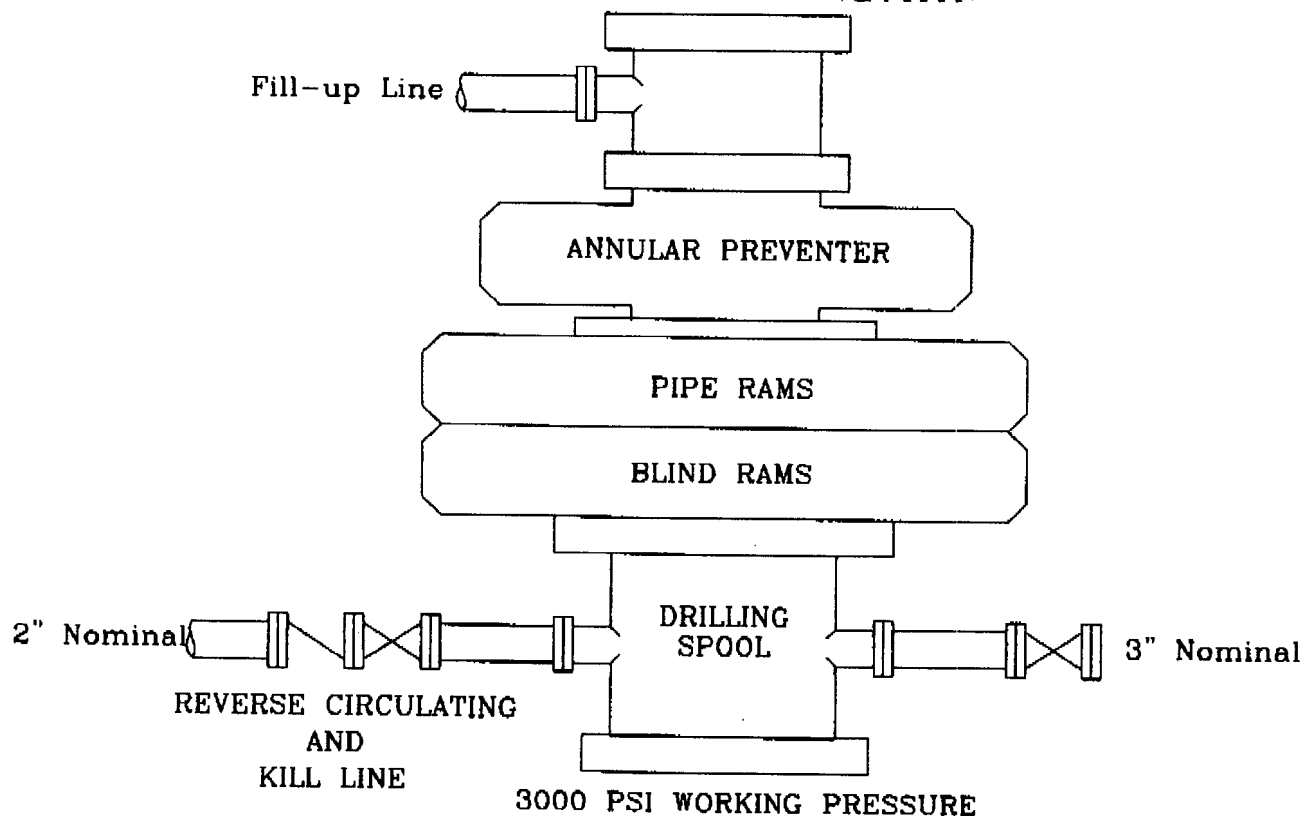 Fill-up Line
ANNULAR PREVENTER
PIPE RAMS
BLIND RAMS
2" Nominal
DRILLING
SPOOL
3" Nominal
REVERSE CIRCULATING
AND
KILL LINE
3000 PSI WORKING PRESSURE